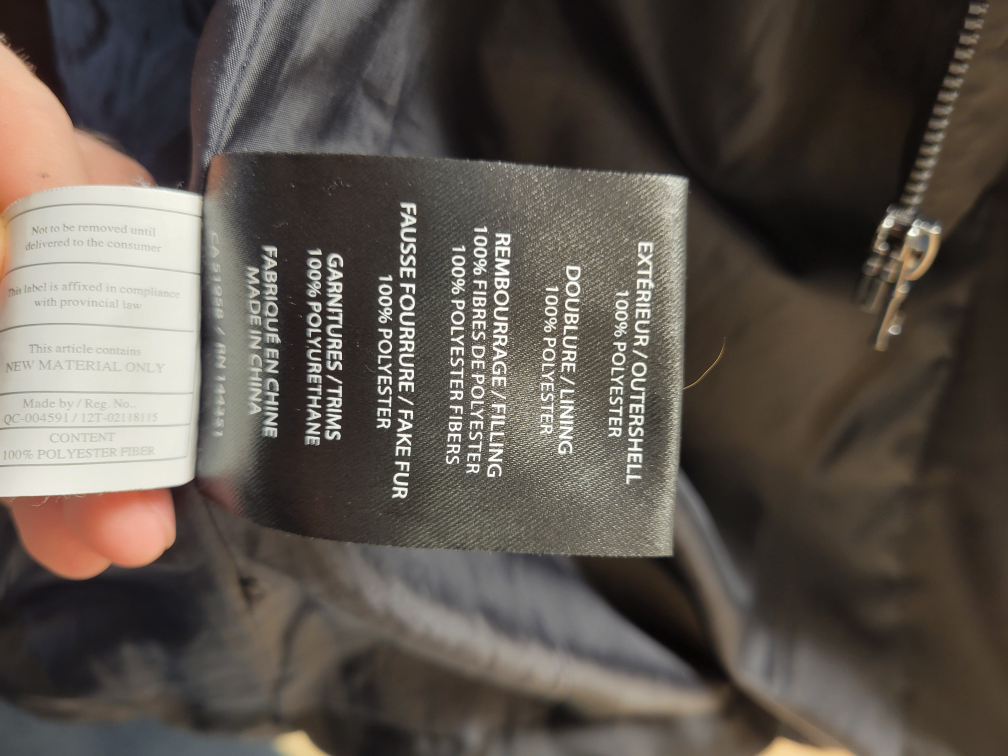 EXTÉRIEUR / OUTERSHELL
100% POLYESTER
DOUBLURE / LINING
100% POLYESTER
REMBOURRAGE / FILLING
100% FIBRES DE POLYESTER
100% POLYESTER FIBERS
FAUSSE FOURRURE / FAKE FUR
100% POLYESTER
GARNITURES / TRIMS
100% POLYURETHANE
FABRIQUÉ EN CHINE
MADE IN CHINA
Not to be removed until
delivered to the consumer
This label is affixed in compliance
with provincial law
This article contains
NEW MATERIAL ONLY
Made by / Reg. No..
QC-004591 / 12T-02118115
CONTENT
100% POLYESTER FIBER